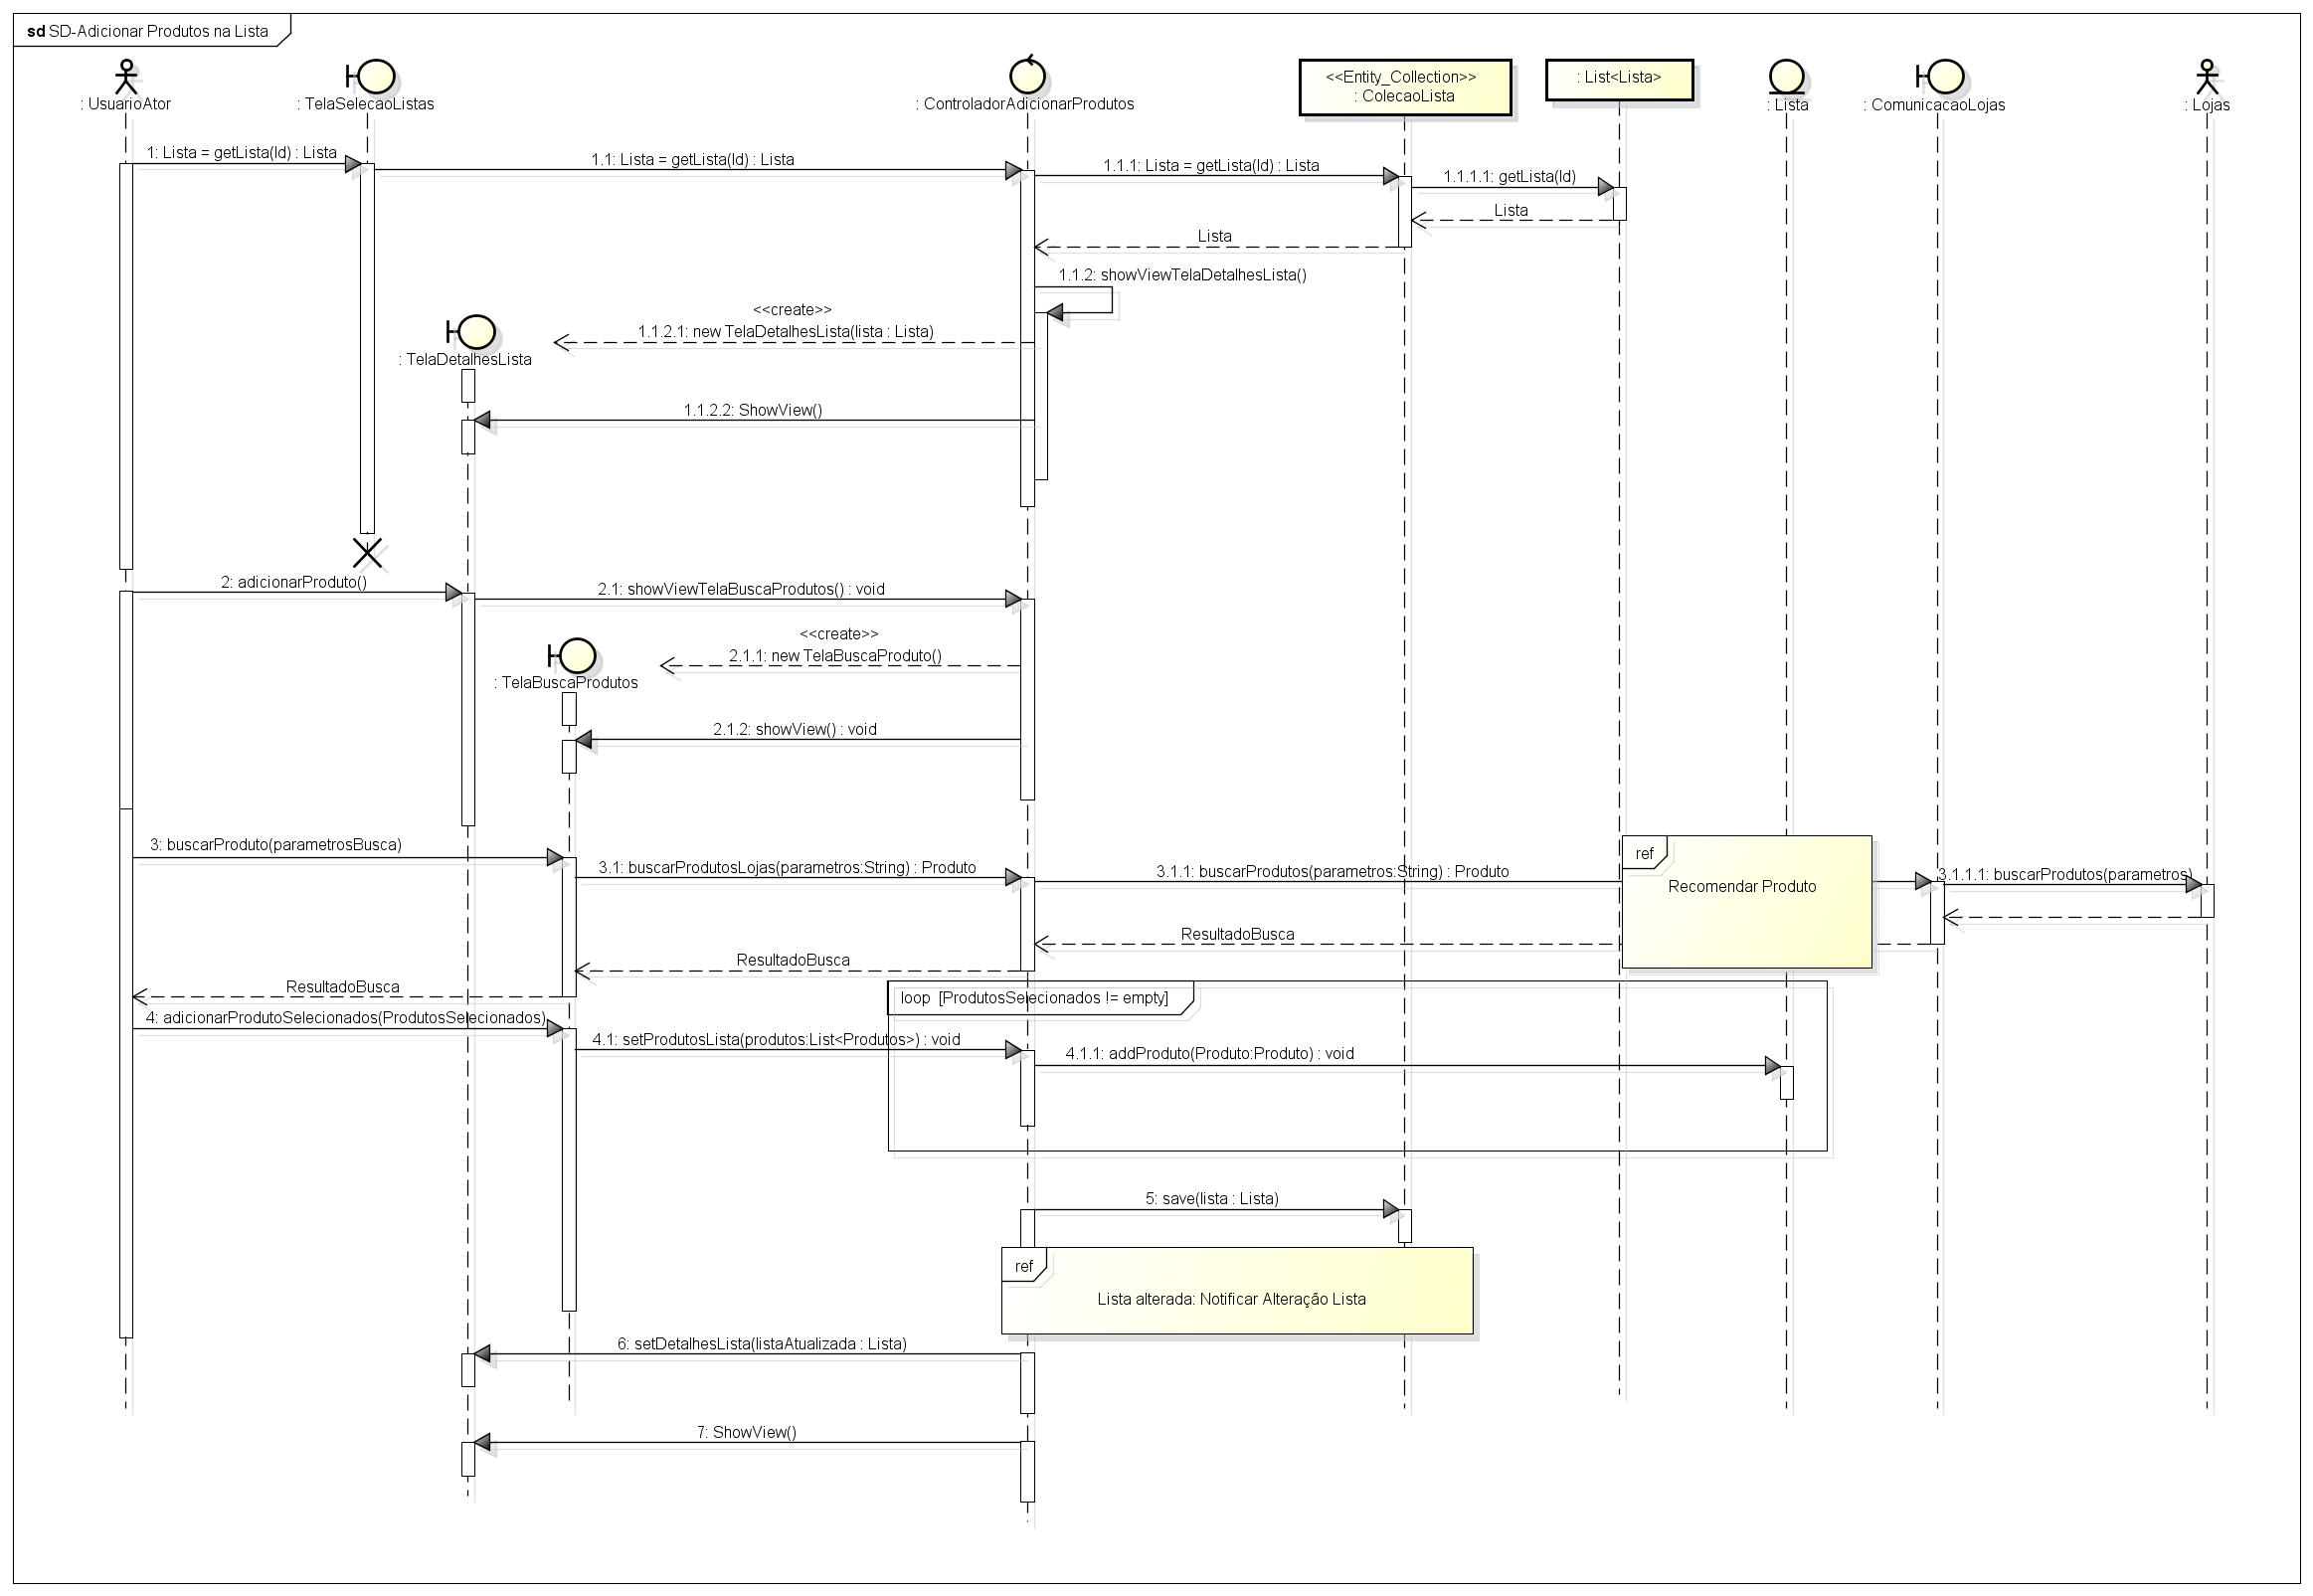 sd SD-Adicionar Produtos na Lista
: UsuarioAtor
: TelaSelecaoListas
: ControladorAdicionarProdutos
<<Entity_Collection>>
: ColecaoLista
: List<Lista>
: Lista
: ComunicacaoLojas
: Lojas
1: Lista = getLista(Id) : Lista
1.1: Lista = getLista(Id) : Lista
1.1.1: Lista = getLista(Id) : Lista
1.1.1.1: getLista(Id)
Lista
Lista
1.1.2: showViewTelaDetalhesLista()
<<create>>
1.1.2.1: new TelaDetalhesLista(lista : Lista)
: TelaDetalhesLista
1.1.2.2: ShowView()
2: adicionarProduto()
2.1: showViewTelaBuscaProdutos() : void
<<create>>
2.1.1: new TelaBuscaProduto()
: TelaBuscaProdutos
2.1.2: showView() : void
3: buscarProduto(parametrosBusca)
3.1: buscarProdutosLojas(parametros:String) : Produto
3.1.1: buscarProdutos(parametros:String) : Produto
ref
Recomendar Produto
3.1.1.1: buscarProdutos(parametros)
ResultadoBusca
ResultadoBusca
ResultadoBusca
loop [ProdutosSelecionados != empty]
4: adicionarProdutoSelecionados(ProdutosSelecionados)
4.1: setProdutosLista(produtos:List<Produtos>) : void
4.1.1: addProduto(Produto:Produto) : void
5: save(lista : Lista)
ref
Lista alterada: Notificar Alteração Lista
6: setDetalhesLista(listaAtualizada : Lista)
7: ShowView()